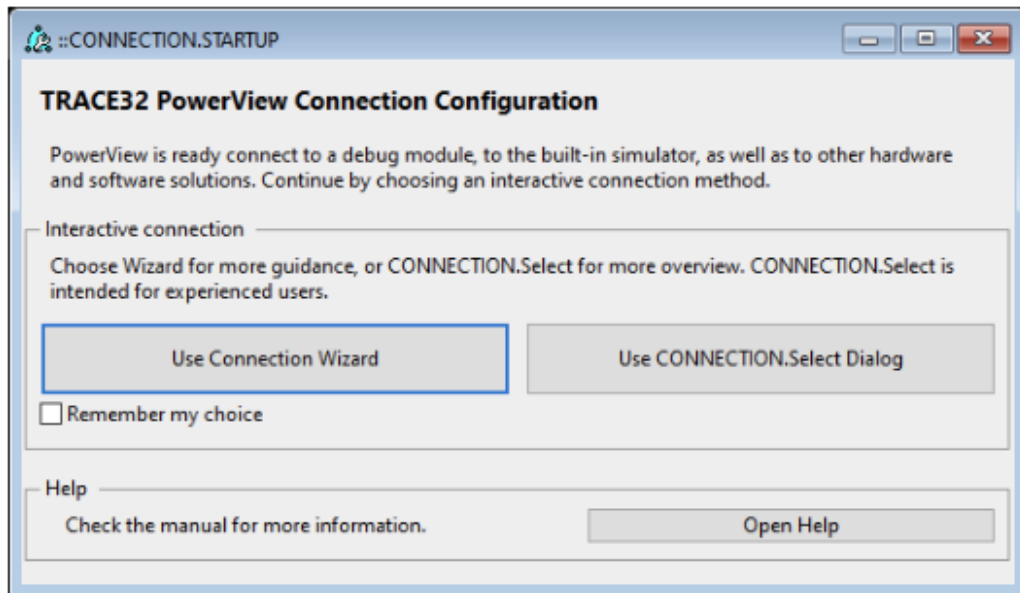 ::CONNECTION.STARTUP
TRACE32 PowerView Connection Configuration
PowerView is ready connect to a debug module, to the built-in simulator, as well as to other hardware
and software solutions. Continue by choosing an interactive connection method.
Interactive connection
Choose Wizard for more guidance, or CONNECTION.Select for more overview. CONNECTION.Select is
intended for experienced users.
Use Connection Wizard
Use CONNECTION.Select Dialog
Remember my choice
Help
Check the manual for more information.
Open Help